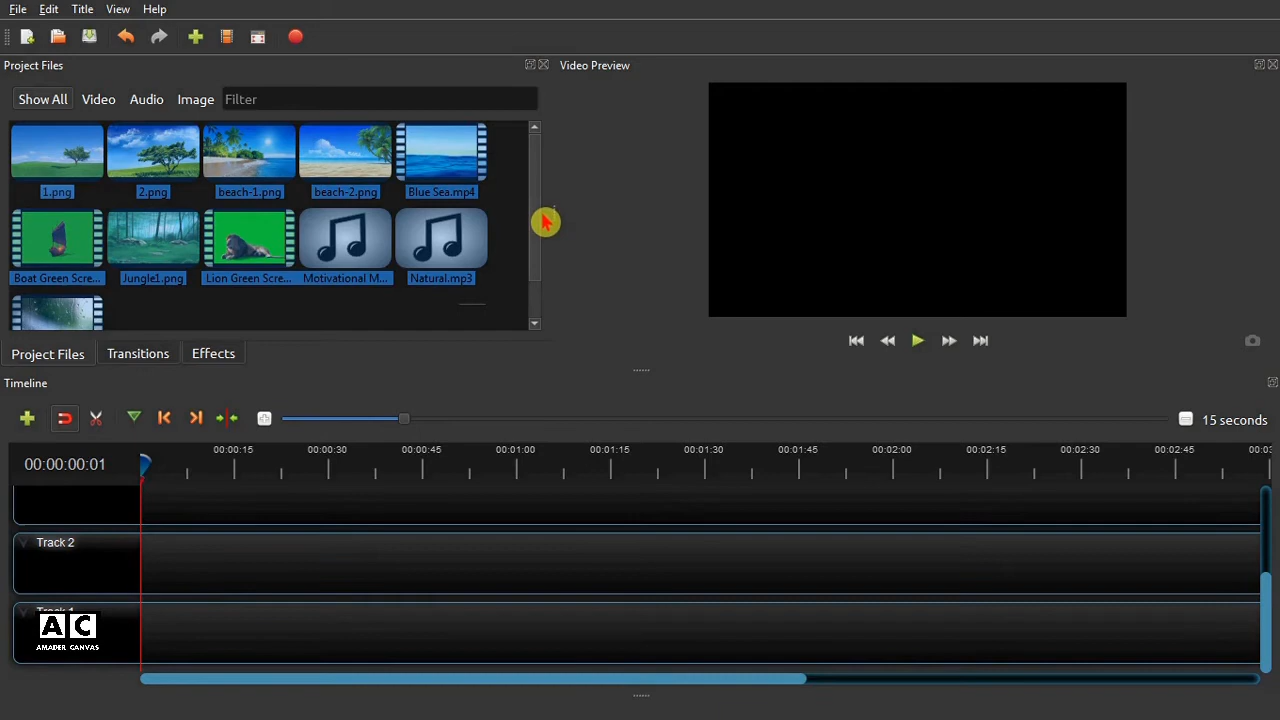 File Edit Title View Help
Project Files
Video Preview
Show All Video Audio Image Filter
1.png 2.png beach-1.png beach-2.png Blue Sea.mp4
Boat Green Scre... Jungle1.png Lion Green Scre... Motivational M... Natural.mp3
Project Files Transitions Effects
Timeline
15 seconds
00:00:00:01 00:00:15 00:00:30 00:00:45 00:01:00 00:01:15 00:01:30 00:01:45 00:02:00 00:02:15 00:02:30 00:02:45 00:03
Track 2
Track 1
AC
AMADER CANVAS